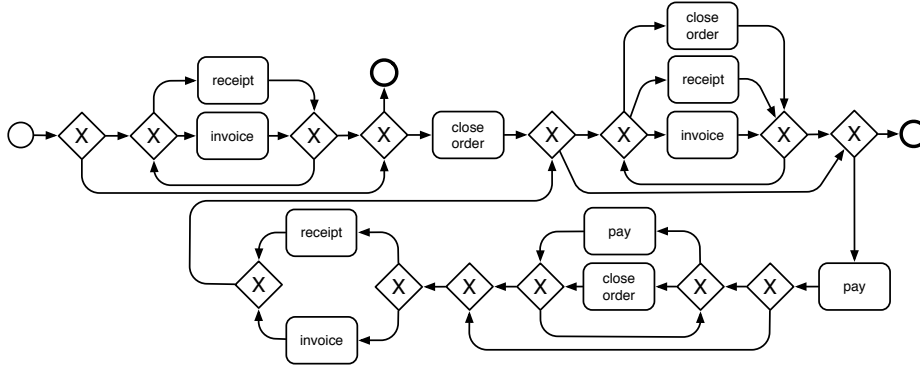 close
order
receipt
receipt
X
X
invoice
X
X
close
order
X
X
invoice
X
X
receipt
pay
X
X
X
X
close
order
X
X
pay
invoice